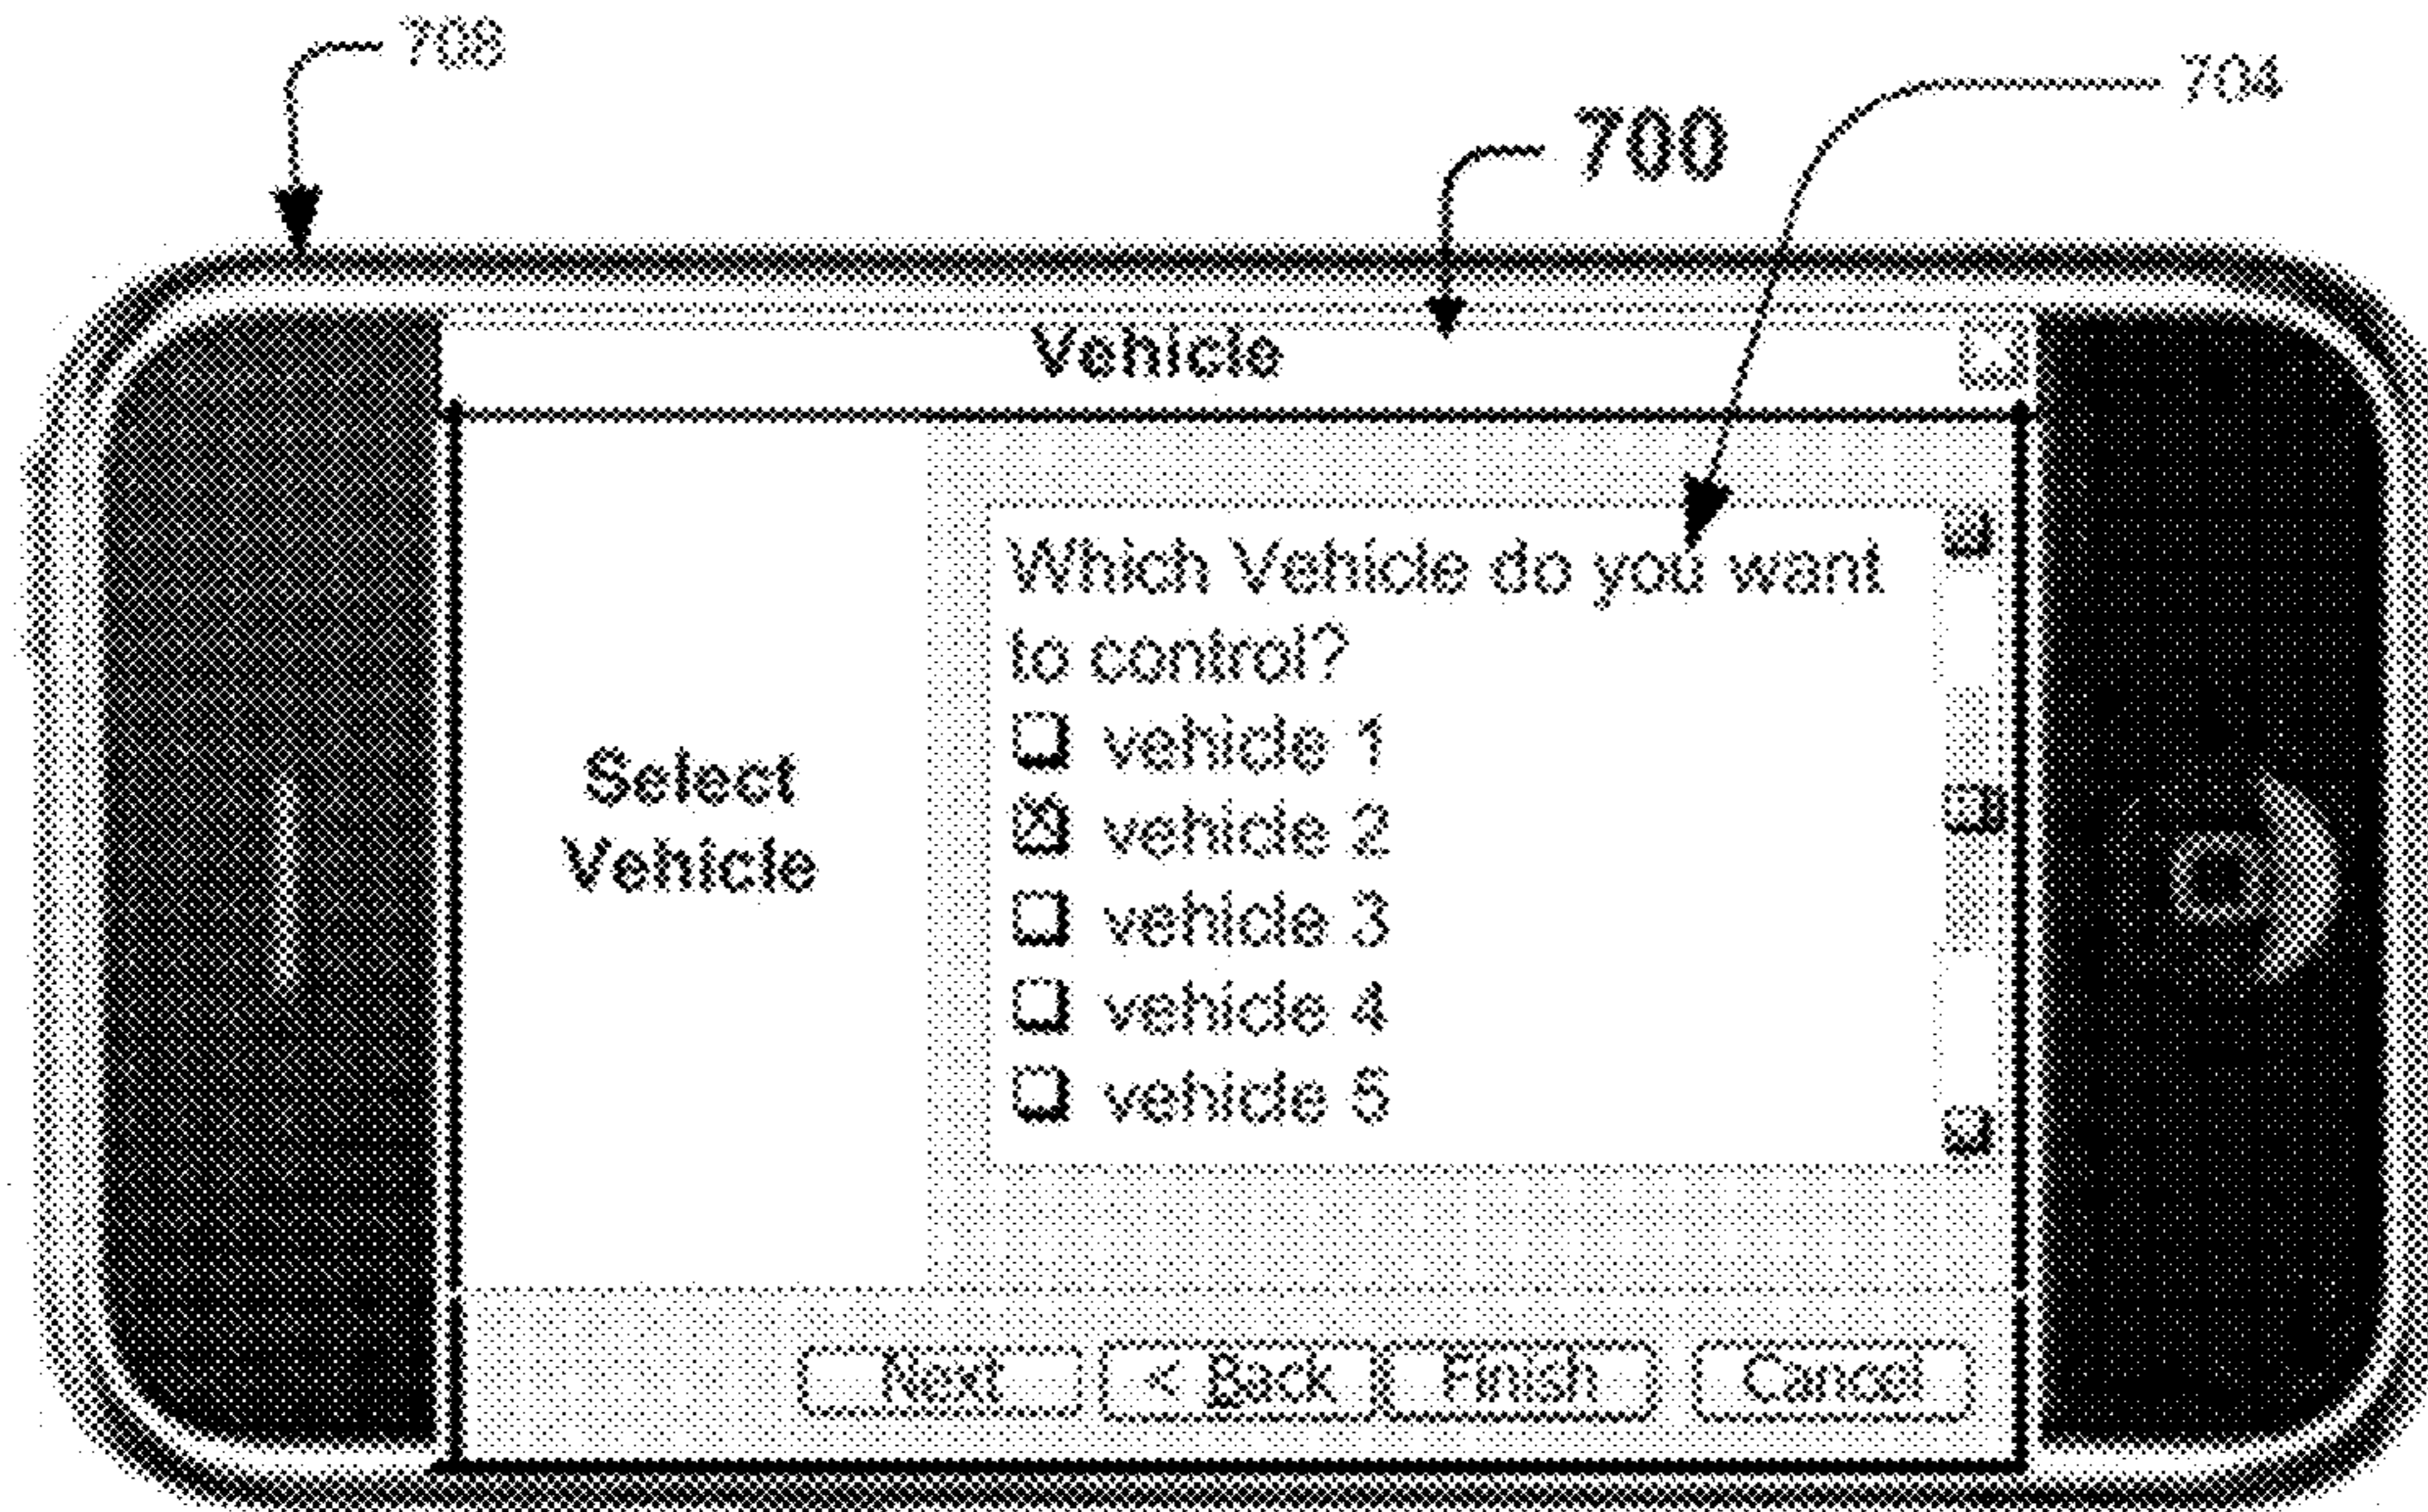 708
704
700
Vehicle
Which Vehicle do you want
to control?
vehicle 1
vehicle 2
vehicle 3
vehicle 4
vehicle 5
Select
Vehicle
Next
< Back
Finish
Cancel